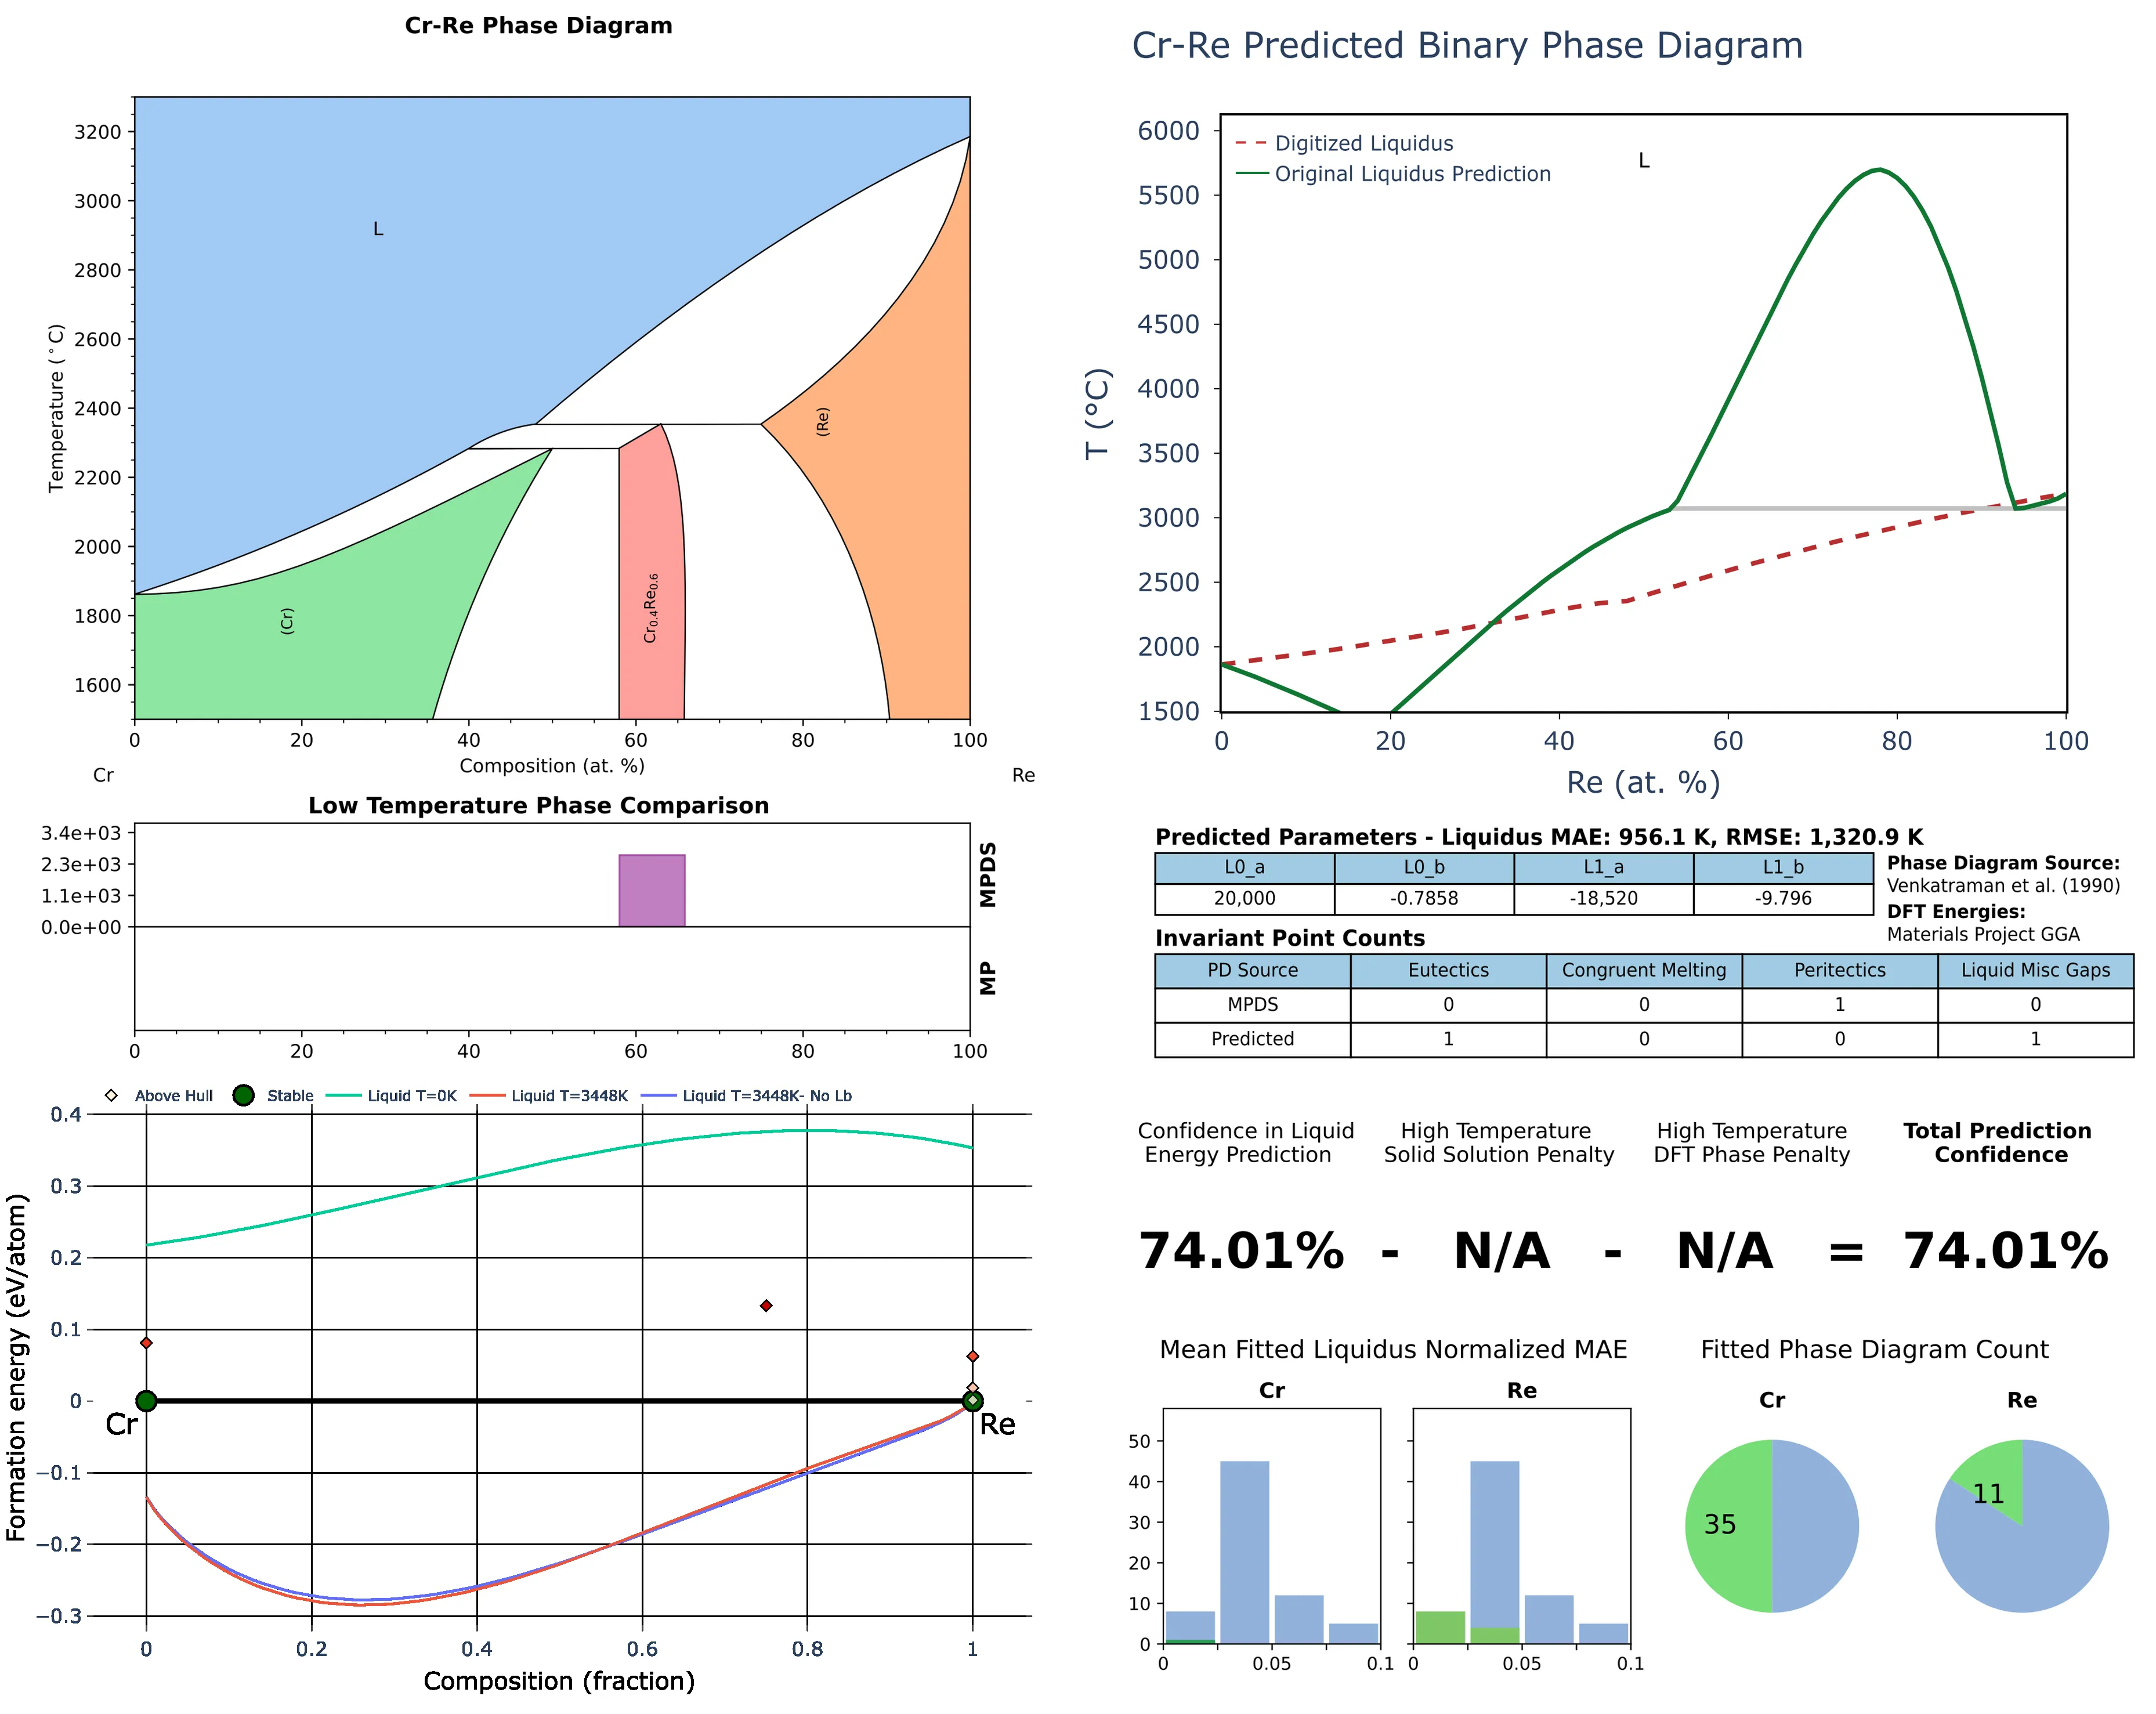 Cr-Re Phase Diagram
3200
3000
2800
2600
2400
2200
2000
1800
1600
Temperature (°C)
L
(Cr)
Cr0.4Re0.6
(Re)
0 20 40 60 80 100
Composition (at. %)
Cr Re
Low Temperature Phase Comparison
3.4e+03
2.3e+03
1.1e+03
0.0e+00
MPDS
MP
0 20 40 60 80 100
Above Hull Stable Liquid T=0K Liquid T=3448K Liquid T=3448K- No Lb
0.4
0.3
0.2
0.1
0
−0.1
−0.2
−0.3
Formation energy (eV/atom)
Cr Re
0 0.2 0.4 0.6 0.8 1
Composition (fraction)
Cr-Re Predicted Binary Phase Diagram
6000
5500
5000
4500
4000
3500
3000
2500
2000
1500
T (°C)
Digitized Liquidus
Original Liquidus Prediction
L
0 20 40 60 80 100
Re (at. %)
Predicted Parameters - Liquidus MAE: 956.1 K, RMSE: 1,320.9 K
L0_a L0_b L1_a L1_b
20,000 -0.7858 -18,520 -9.796
Phase Diagram Source:
Venkatraman et al. (1990)
DFT Energies:
Materials Project GGA
Invariant Point Counts
PD Source Eutectics Congruent Melting Peritectics Liquid Misc Gaps
MPDS 0 0 1 0
Predicted 1 0 0 1
Confidence in Liquid
Energy Prediction
High Temperature
Solid Solution Penalty
High Temperature
DFT Phase Penalty
Total Prediction
Confidence
74.01% - N/A - N/A = 74.01%
Mean Fitted Liquidus Normalized MAE
Cr Re
50
40
30
20
10
0
0 0.05 0.1
0 0.05 0.1
Fitted Phase Diagram Count
Cr Re
35
11